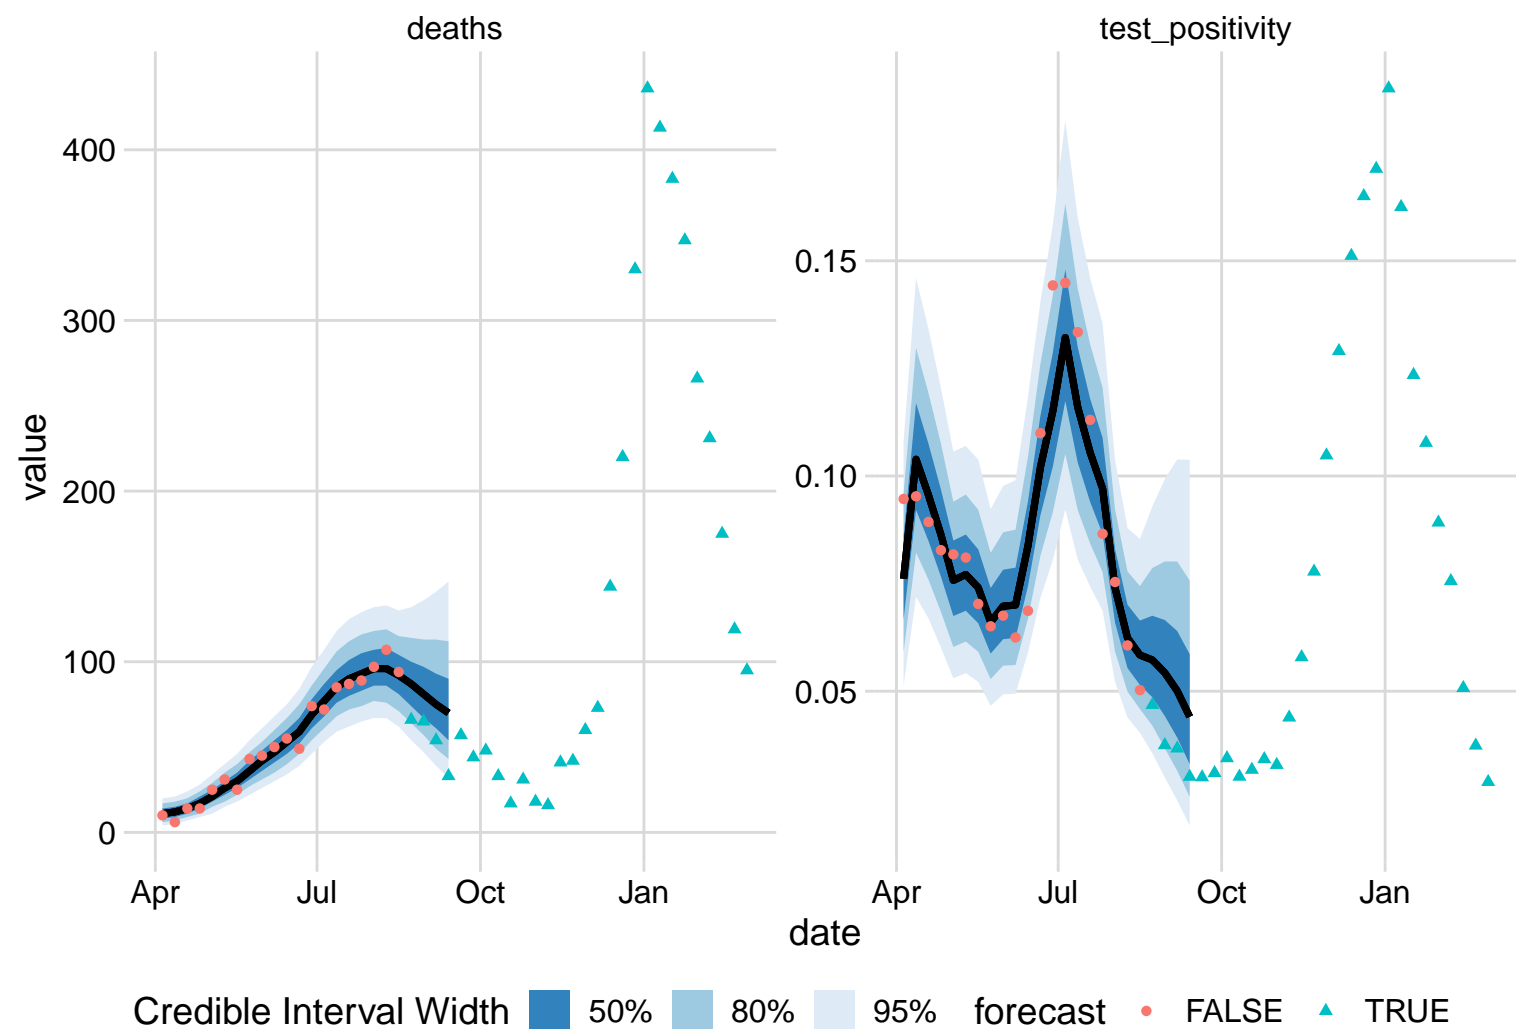 deaths
test_positivity
value
400
300
200
100
0
0.15
0.10
0.05
Apr Jul Oct Jan
Apr Jul Oct Jan
date
Credible Interval Width 50% 80% 95% forecast FALSE TRUE